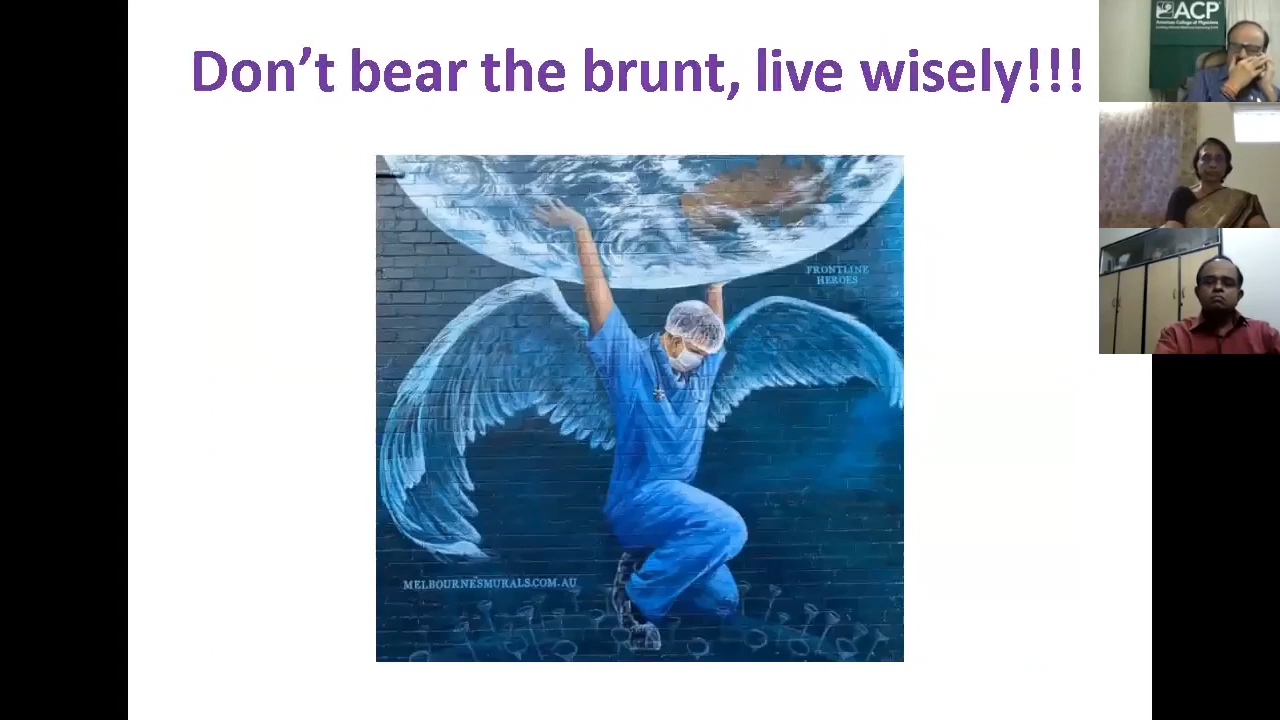 Don't bear the brunt, live wisely!!!
ACP
American College of Physicians
FRONTLINE
HEROES
MELBOURNESMURALS.COM.AU